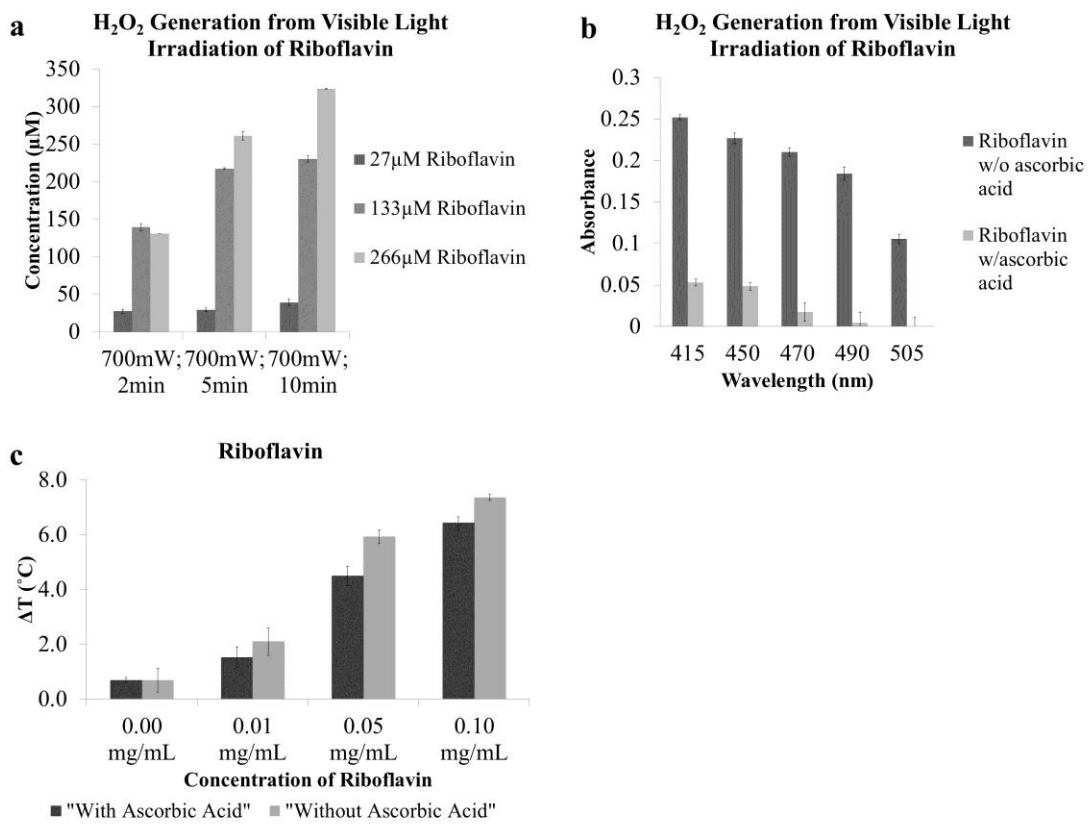 a
H₂O₂ Generation from Visible Light
Irradiation of Riboflavin
350
300
250
200
150
100
50
0
Concentration (μM)
700mW; 700mW; 700mW;
2min 5min 10min
27μM Riboflavin
133μM Riboflavin
266μM Riboflavin
b
H₂O₂ Generation from Visible Light
Irradiation of Riboflavin
0.3
0.25
0.2
0.15
0.1
0.05
0
Absorbance
415 450 470 490 505
Wavelength (nm)
Riboflavin
w/o ascorbic
acid
Riboflavin
w/ascorbic
acid
c
Riboflavin
8.0
6.0
4.0
2.0
0.0
ΔT (˚C)
0.00 0.01 0.05 0.10
mg/mL mg/mL mg/mL mg/mL
Concentration of Riboflavin
"With Ascorbic Acid" "Without Ascorbic Acid"